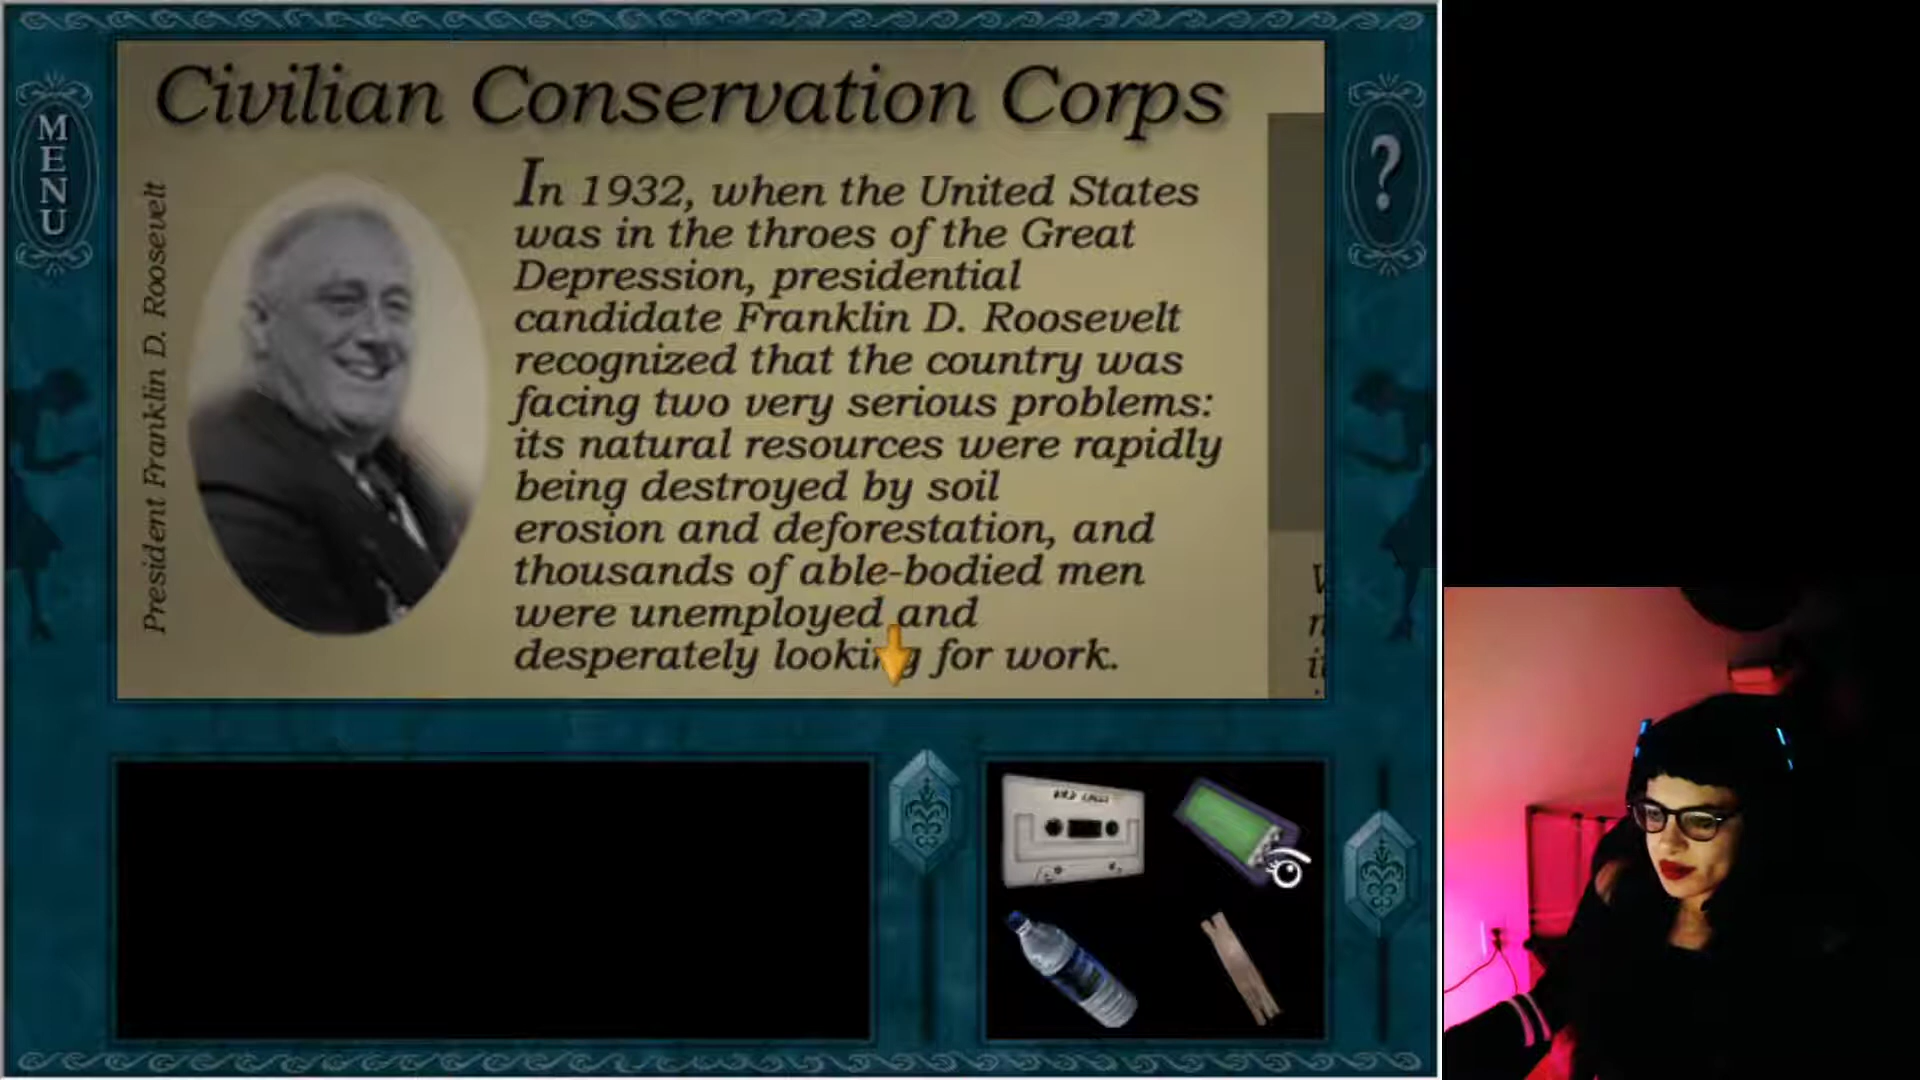 MENU
Civilian Conservation Corps
?
President Franklin D. Roosevelt
In 1932, when the United States
was in the throes of the Great
Depression, presidential
candidate Franklin D. Roosevelt
recognized that the country was
facing two very serious problems:
its natural resources were rapidly
being destroyed by soil
erosion and deforestation, and
thousands of able-bodied men
were unemployed and
desperately looking for work.
BIRD CALLS